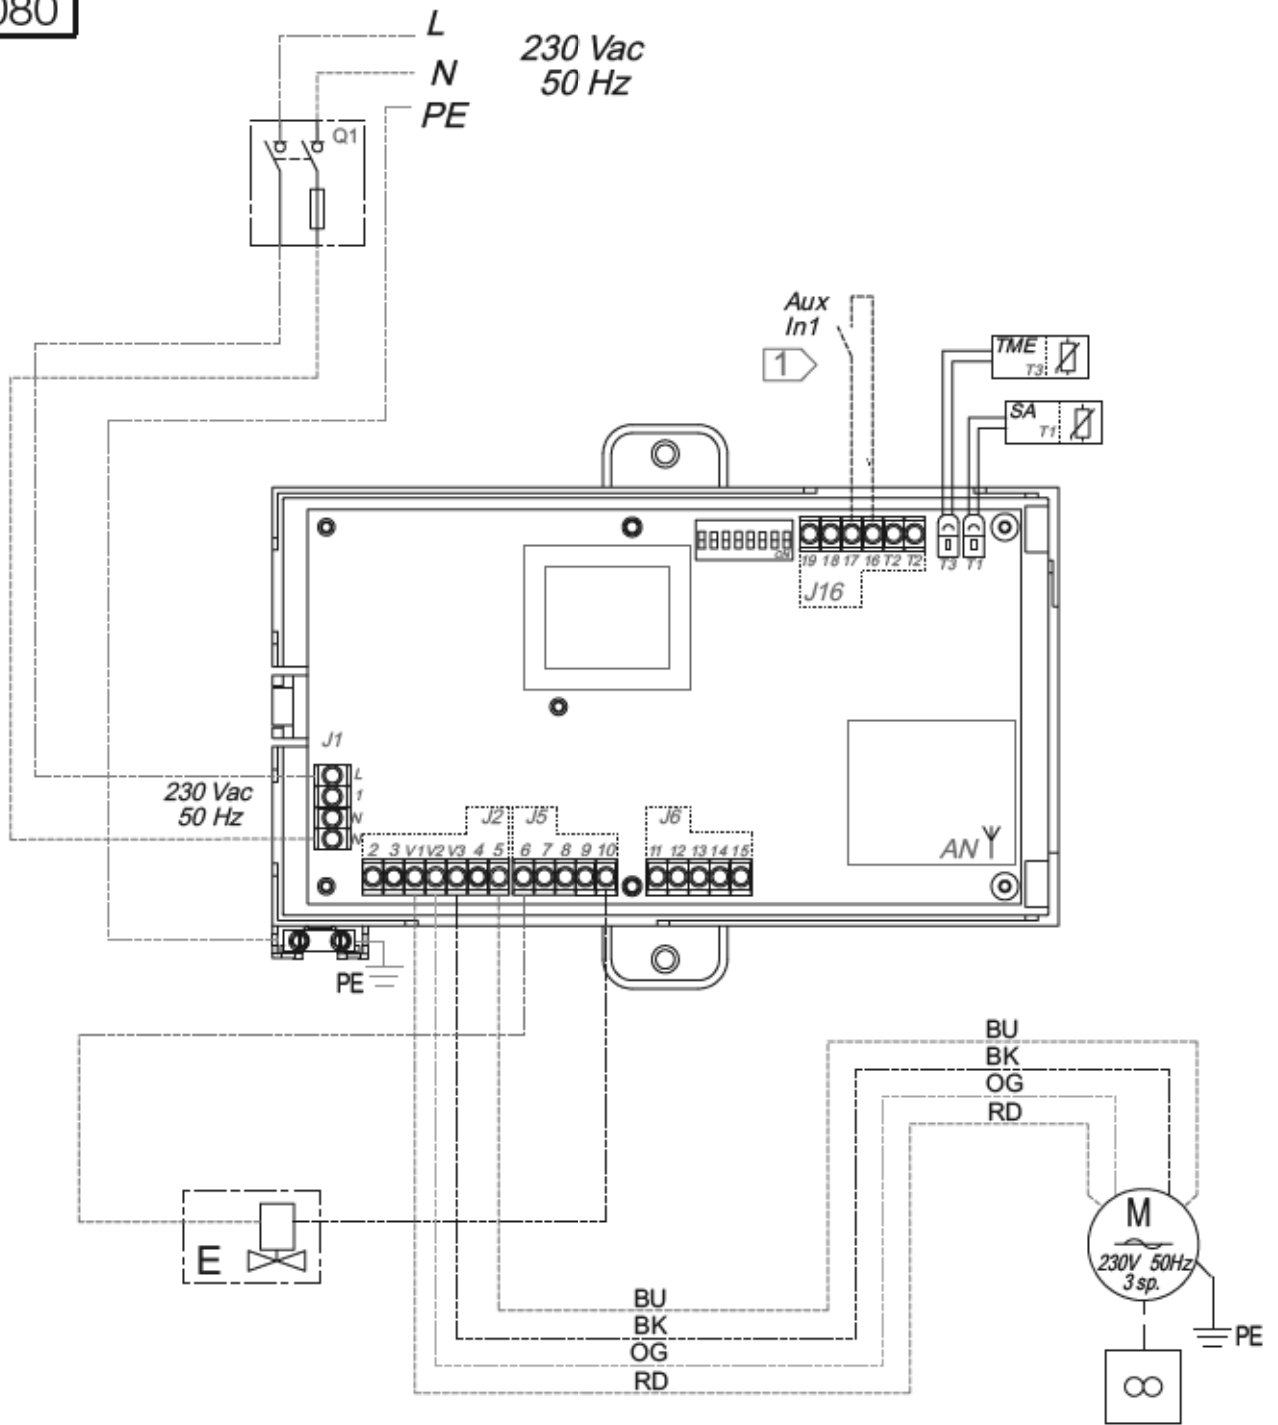 080
L
230 Vac
N
50 Hz
PE
Q1
Aux
In1
1
TME
T3
SA
T1
ON
19 18 17 16 T2 T2 T3 T1
J16
J1
L
1
N
N
230 Vac
50 Hz
J2 J5 J6
2 3 V1 V2 V3 4 5 6 7 8 9 10 11 12 13 14 15
AN
PE
BU
BK
OG
RD
E
M
230V 50Hz
3 sp.
BU
BK
OG
RD
PE